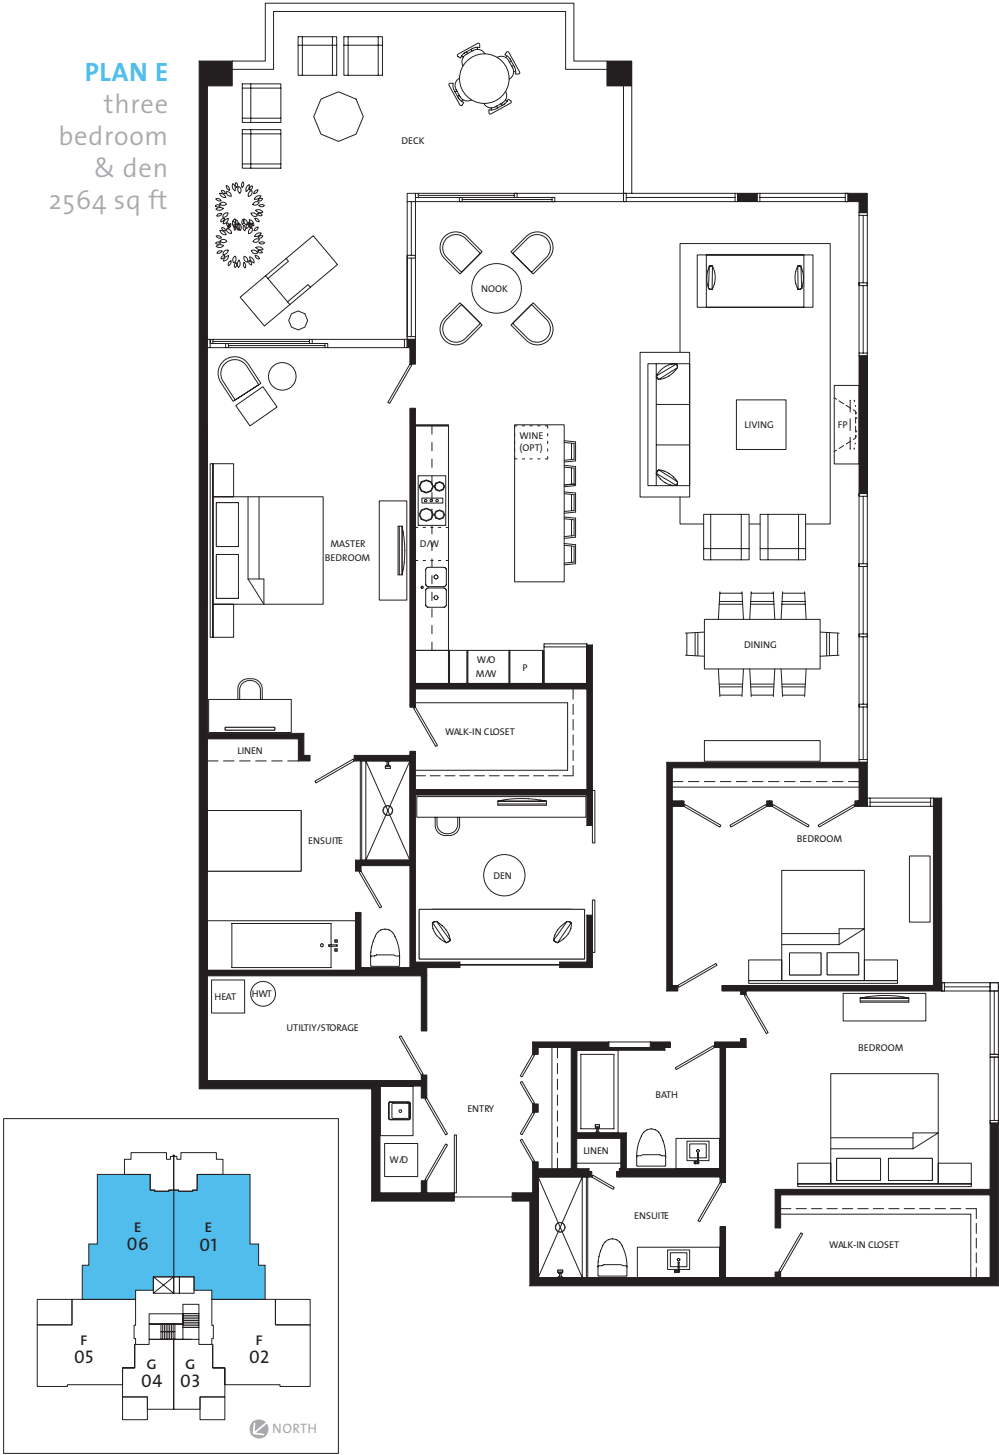 PLAN E
three
bedroom
& den
2564 sq ft
DECK
NOOK
LIVING
FP
WINE
(OPT)
MASTER
BEDROOM
D/W
DINING
W/O
M/W
P
WALK-IN CLOSET
LINEN
ENSUITE
BEDROOM
DEN
HEAT
HWT
UTILTIY/STORAGE
BEDROOM
BATH
ENTRY
LINEN
W/D
ENSUITE
WALK-IN CLOSET
E
06
E
01
F
05
F
02
G
04
G
03
NORTH